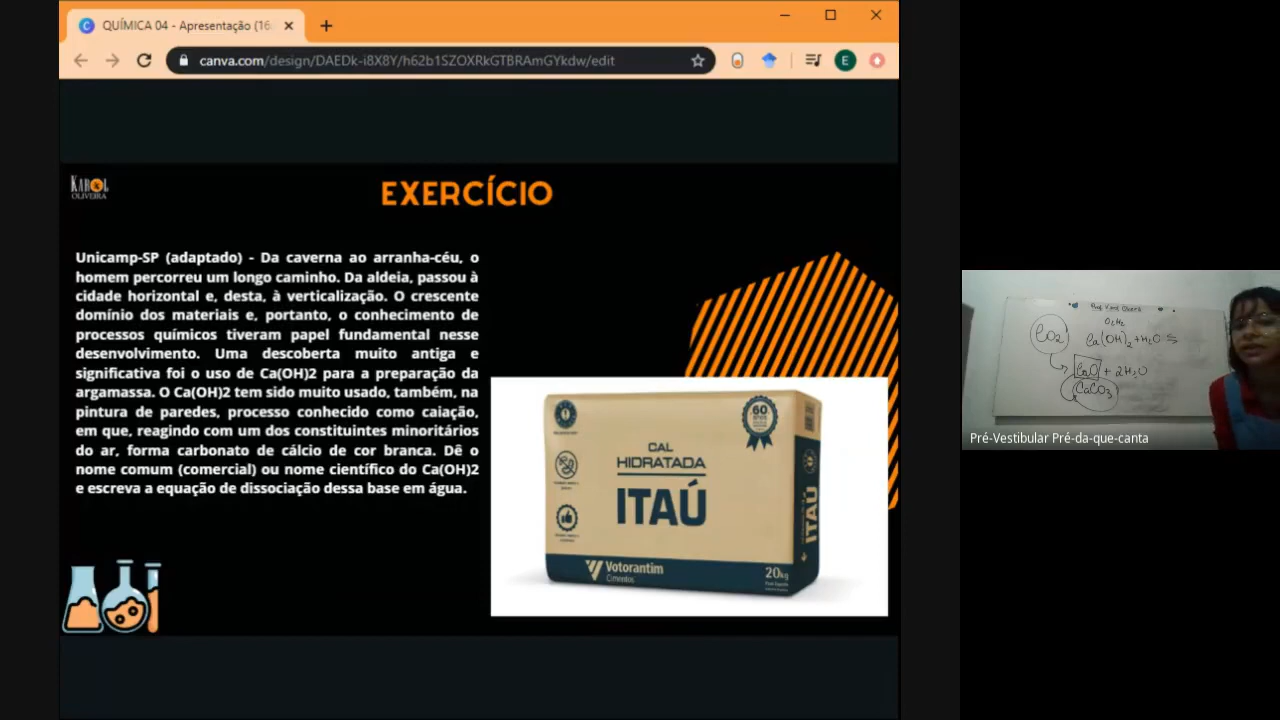 QUÍMICA 04 - Apresentação (16
canva.com/design/DAEDk-i8X8Y/h62b1SZOXRkGTBRAmGYkdw/edit
E
KAROL
OLIVEIRA
EXERCÍCIO
Unicamp-SP (adaptado) - Da caverna ao arranha-céu, o
homem percorreu um longo caminho. Da aldeia, passou à
cidade horizontal e, desta, à verticalização. O crescente
domínio dos materiais e, portanto, o conhecimento de
processos químicos tiveram papel fundamental nesse
desenvolvimento. Uma descoberta muito antiga e
significativa foi o uso de Ca(OH)2 para a preparação da
argamassa. O Ca(OH)2 tem sido muito usado, também, na
pintura de paredes, processo conhecido como caiação,
em que, reagindo com um dos constituintes minoritários
do ar, forma carbonato de cálcio de cor branca. Dê o
nome comum (comercial) ou nome científico do Ca(OH)2
e escreva a equação de dissociação dessa base em água.
60
CAL
HIDRATADA
ITAÚ
ITAÚ
Votorantim
Cimentos
20kg
CO2
Ca(OH)2 + H2O
CaO + 2H2O
CaCO3
Pré-Vestibular Pré-da-que-canta